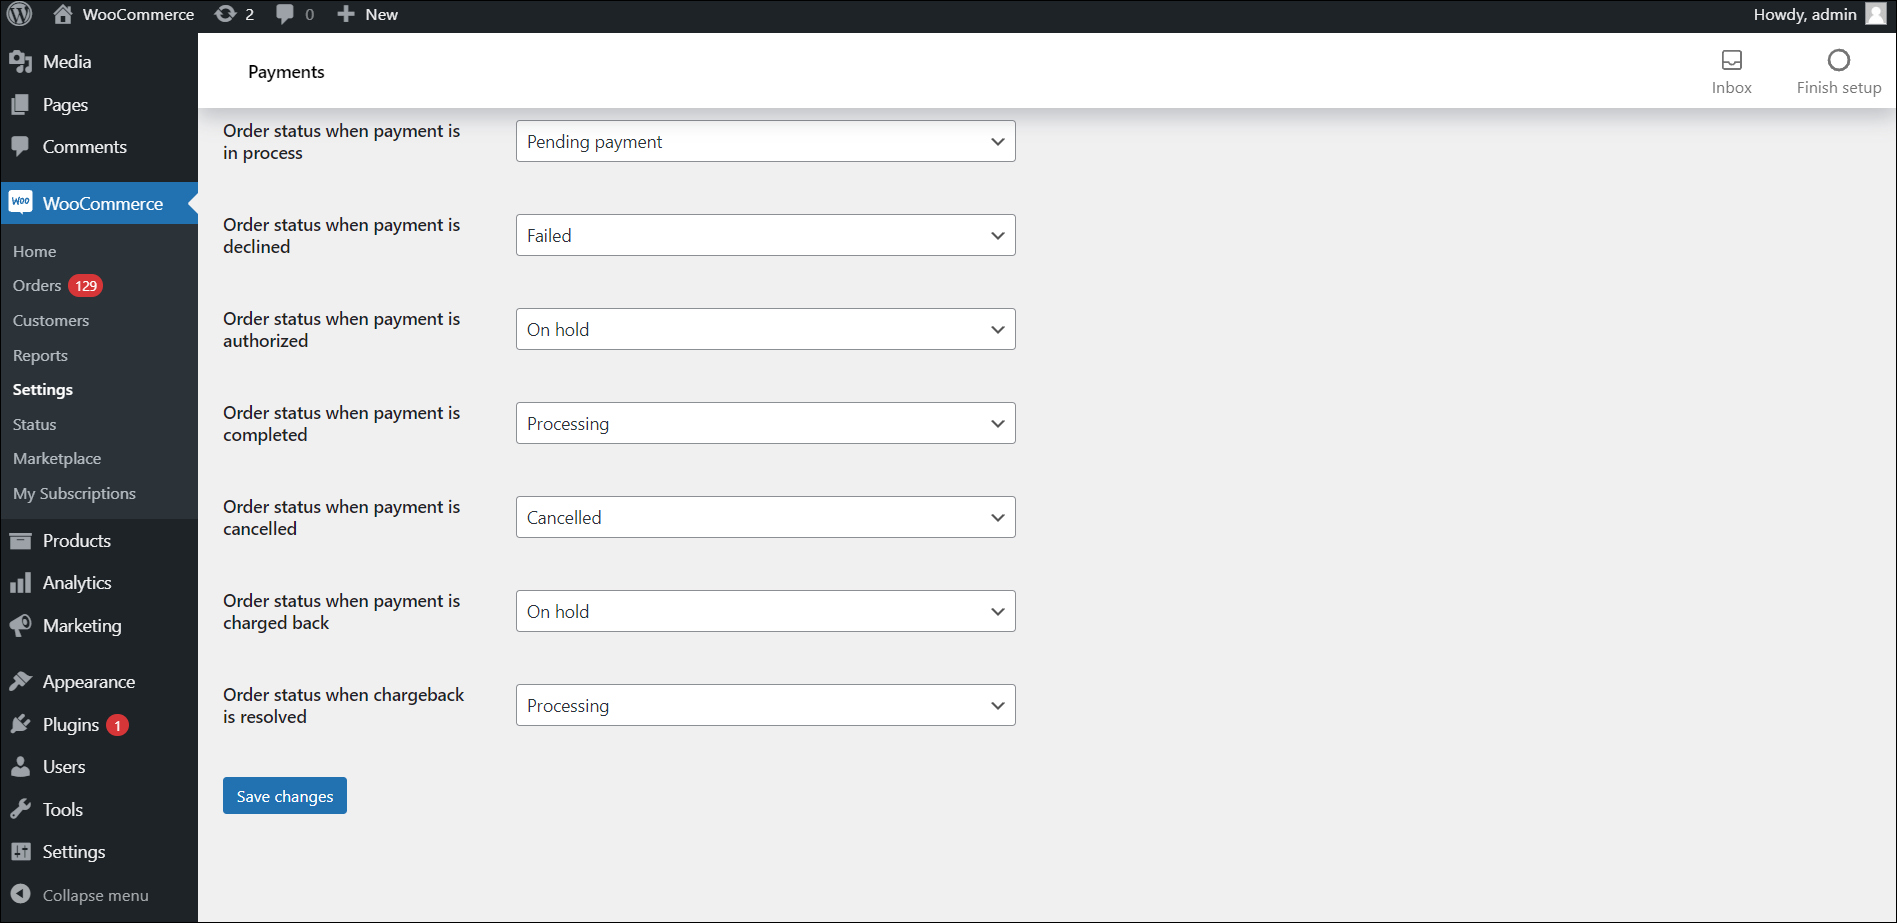 WooCommerce 2 0 New Howdy, admin
Media
Pages
Comments
Woo WooCommerce
Home
Orders 129
Customers
Reports
Settings
Status
Marketplace
My Subscriptions
Products
Analytics
Marketing
Appearance
Plugins 1
Users
Tools
Settings
Collapse menu
Payments
Inbox
Finish setup
Order status when payment is
in process
Pending payment
Order status when payment is
declined
Failed
Order status when payment is
authorized
On hold
Order status when payment is
completed
Processing
Order status when payment is
cancelled
Cancelled
Order status when payment is
charged back
On hold
Order status when chargeback
is resolved
Processing
Save changes